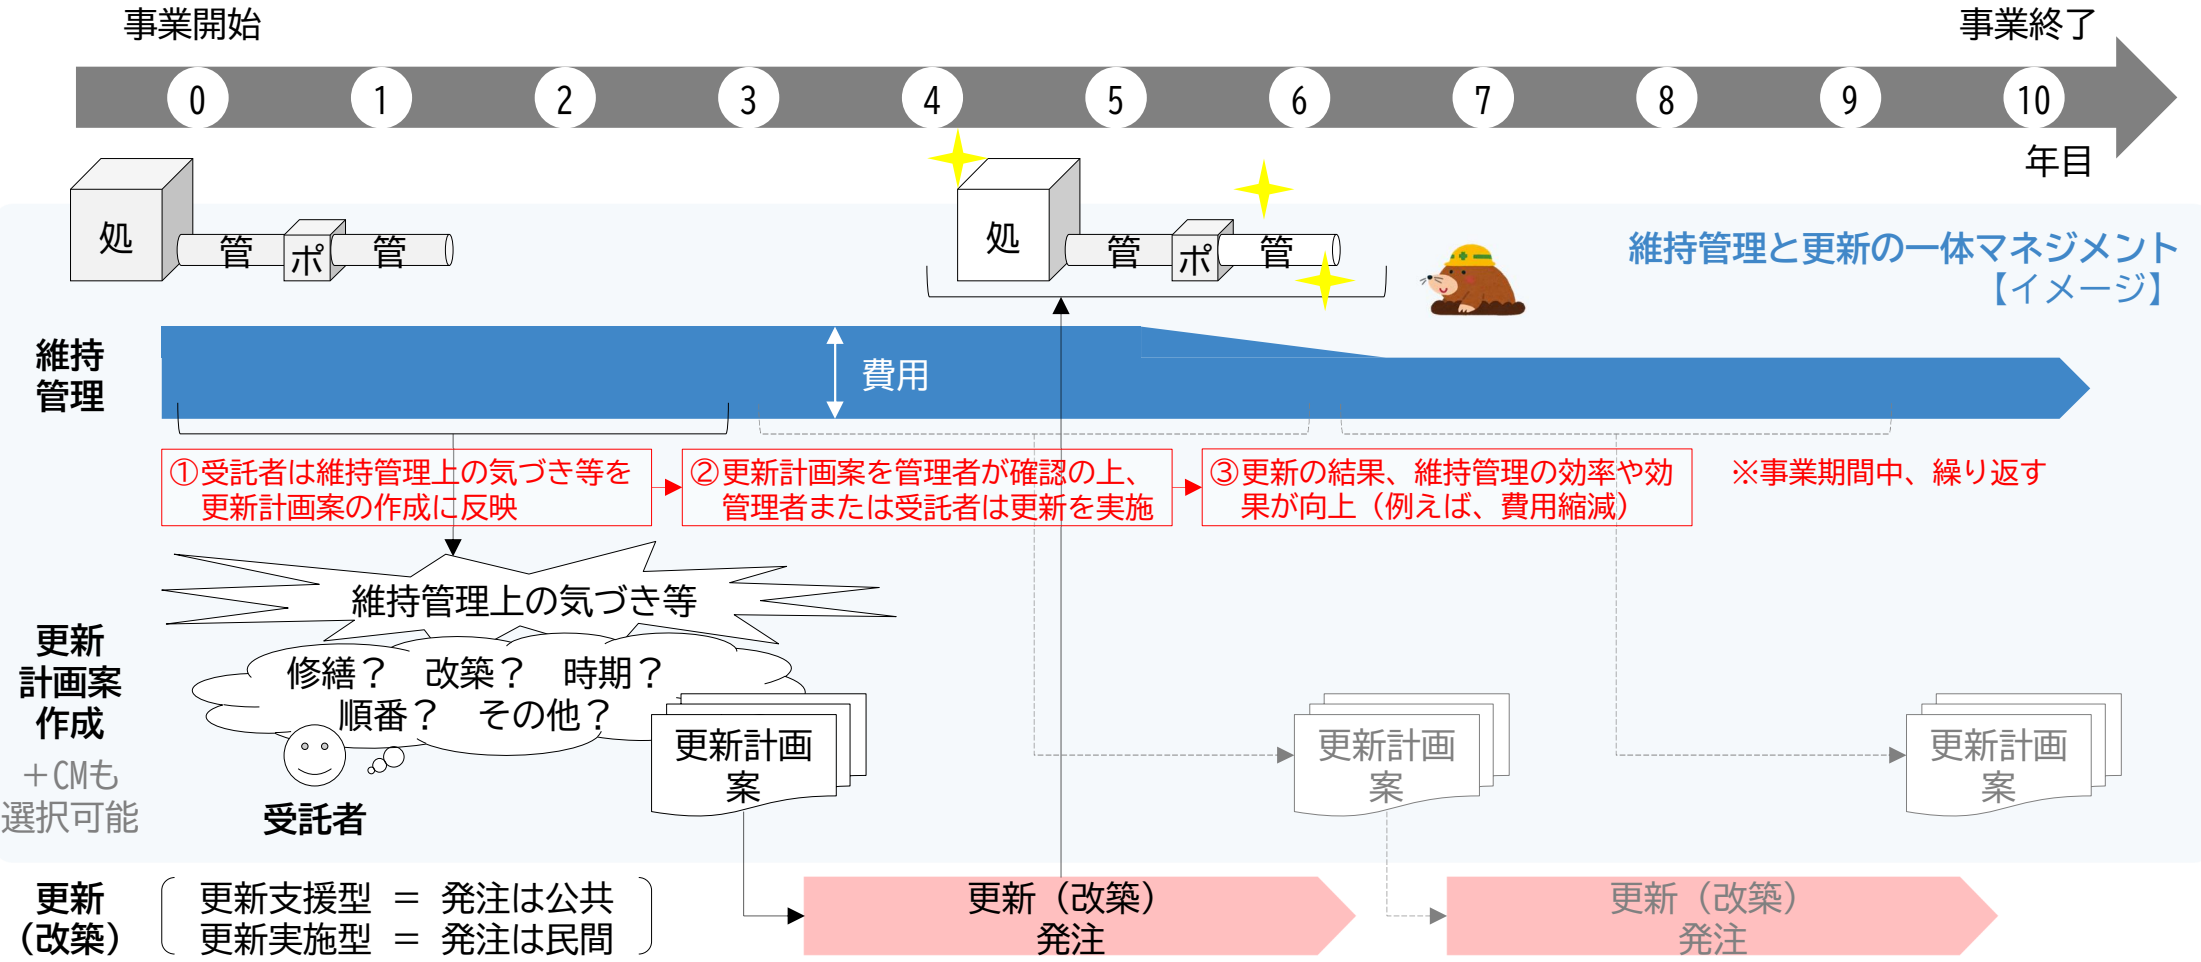 事業開始
事業終了
0 1 2 3 4 5 6 7 8 9 10
年目
処 管 ポ 管
処 管 ポ 管
維持管理と更新の一体マネジメント
【イメージ】
維持
管理
費用
①受託者は維持管理上の気づき等を
更新計画案の作成に反映
②更新計画案を管理者が確認の上、
管理者または受託者は更新を実施
③更新の結果、維持管理の効率や効
果が向上（例えば、費用縮減）
※事業期間中、繰り返す
維持管理上の気づき等
更新
計画案
作成
＋CMも
選択可能
修繕？　改築？　時期？
順番？　その他？
受託者
更新計画
案
更新計画
案
更新計画
案
更新
（改築）
更新支援型 ＝ 発注は公共
更新実施型 ＝ 発注は民間
更新（改築）
発注
更新（改築）
発注